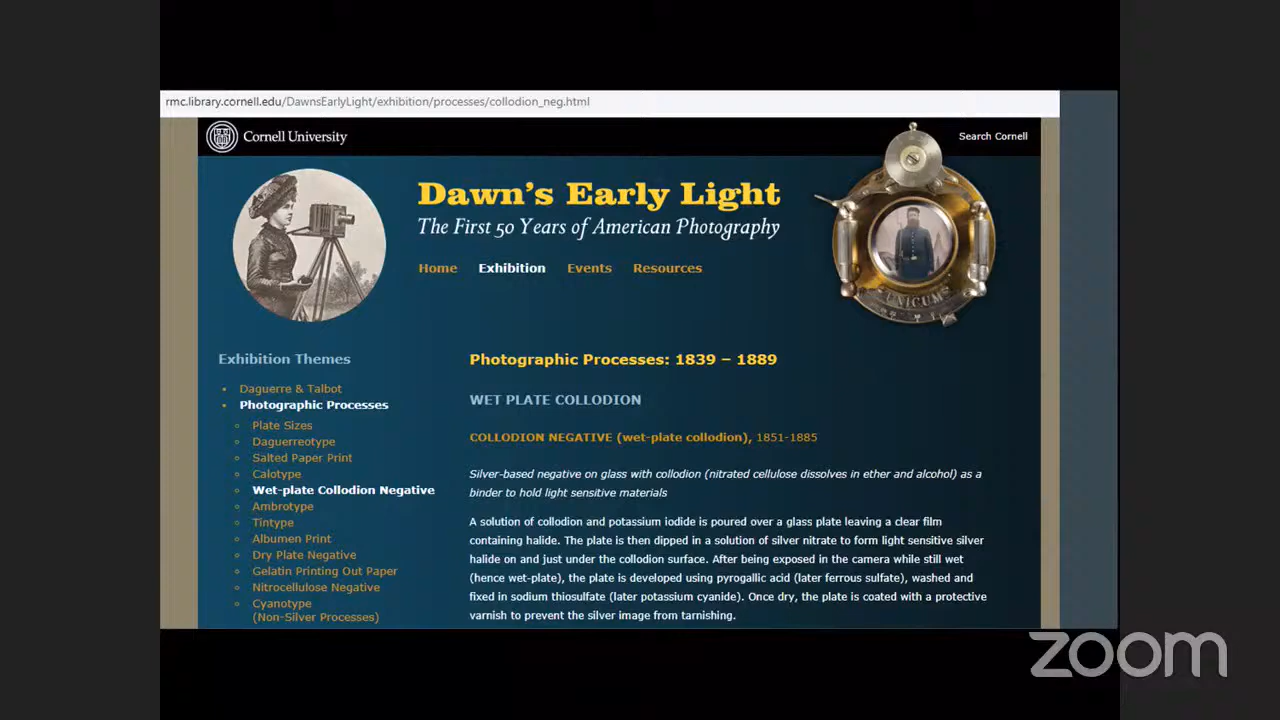 rmc.library.cornell.edu/DawnsEarlyLight/exhibition/processes/collodion_neg.html
Cornell University
Search Cornell
Dawn's Early Light
The First 50 Years of American Photography
Home Exhibition Events Resources
UNICUM
Exhibition Themes
Daguerre & Talbot
Photographic Processes
Plate Sizes
Daguerreotype
Salted Paper Print
Calotype
Wet-plate Collodion Negative
Ambrotype
Tintype
Albumen Print
Dry Plate Negative
Gelatin Printing Out Paper
Nitrocellulose Negative
Cyanotype
(Non-Silver Processes)
Photographic Processes: 1839 – 1889
WET PLATE COLLODION
COLLODION NEGATIVE (wet-plate collodion), 1851-1885
Silver-based negative on glass with collodion (nitrated cellulose dissolves in ether and alcohol) as a
binder to hold light sensitive materials
A solution of collodion and potassium iodide is poured over a glass plate leaving a clear film
containing halide. The plate is then dipped in a solution of silver nitrate to form light sensitive silver
halide on and just under the collodion surface. After being exposed in the camera while still wet
(hence wet-plate), the plate is developed using pyrogallic acid (later ferrous sulfate), washed and
fixed in sodium thiosulfate (later potassium cyanide). Once dry, the plate is coated with a protective
varnish to prevent the silver image from tarnishing.
zoom